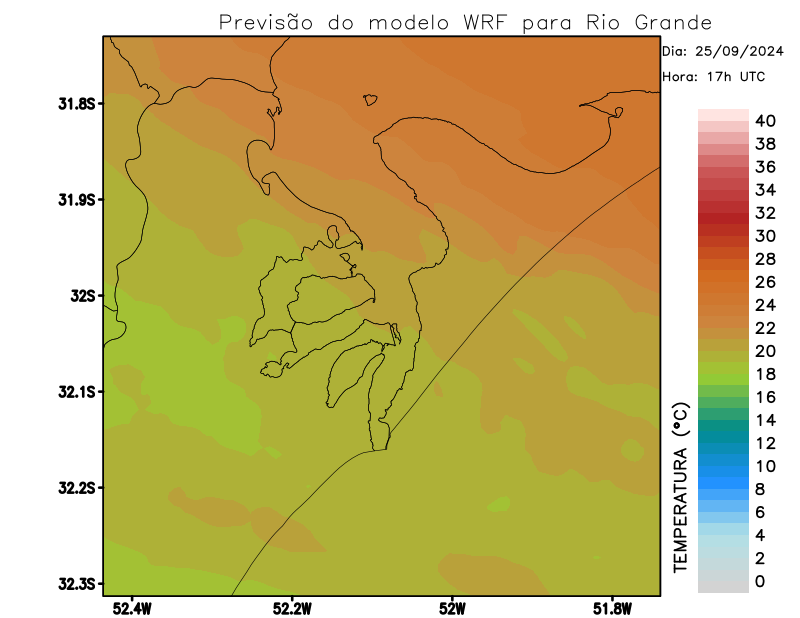 Previsão do modelo WRF para Rio Grande
Dia: 25/09/2024
Hora: 17h UTC
31.8S
31.9S
32S
32.1S
32.2S
32.3S
52.4W
52.2W
52W
51.8W
TEMPERATURA (°C)
40
38
36
34
32
30
28
26
24
22
20
18
16
14
12
10
8
6
4
2
0